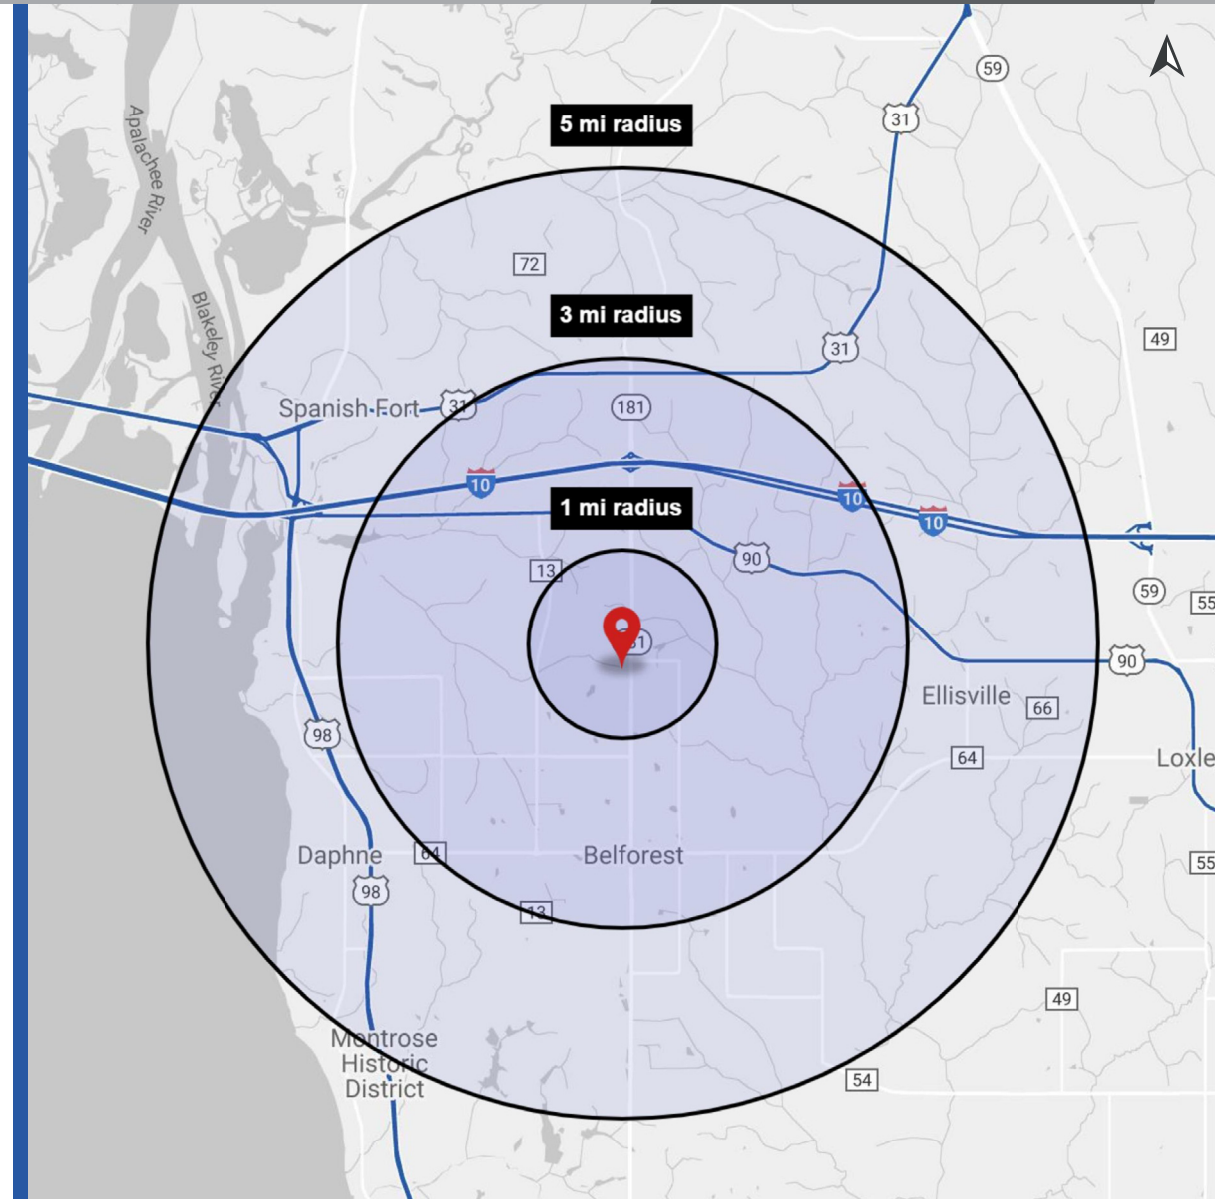 59
31
Apalachee River
5 mi radius
72
Blakeley River
3 mi radius
49
31
Spanish Fort
31
181
10
10
10
1 mi radius
90
13
59
55
90
Ellisville
66
98
64
Loxle
Daphne
64
Belforest
55
98
13
49
Montrose
Historic
District
54